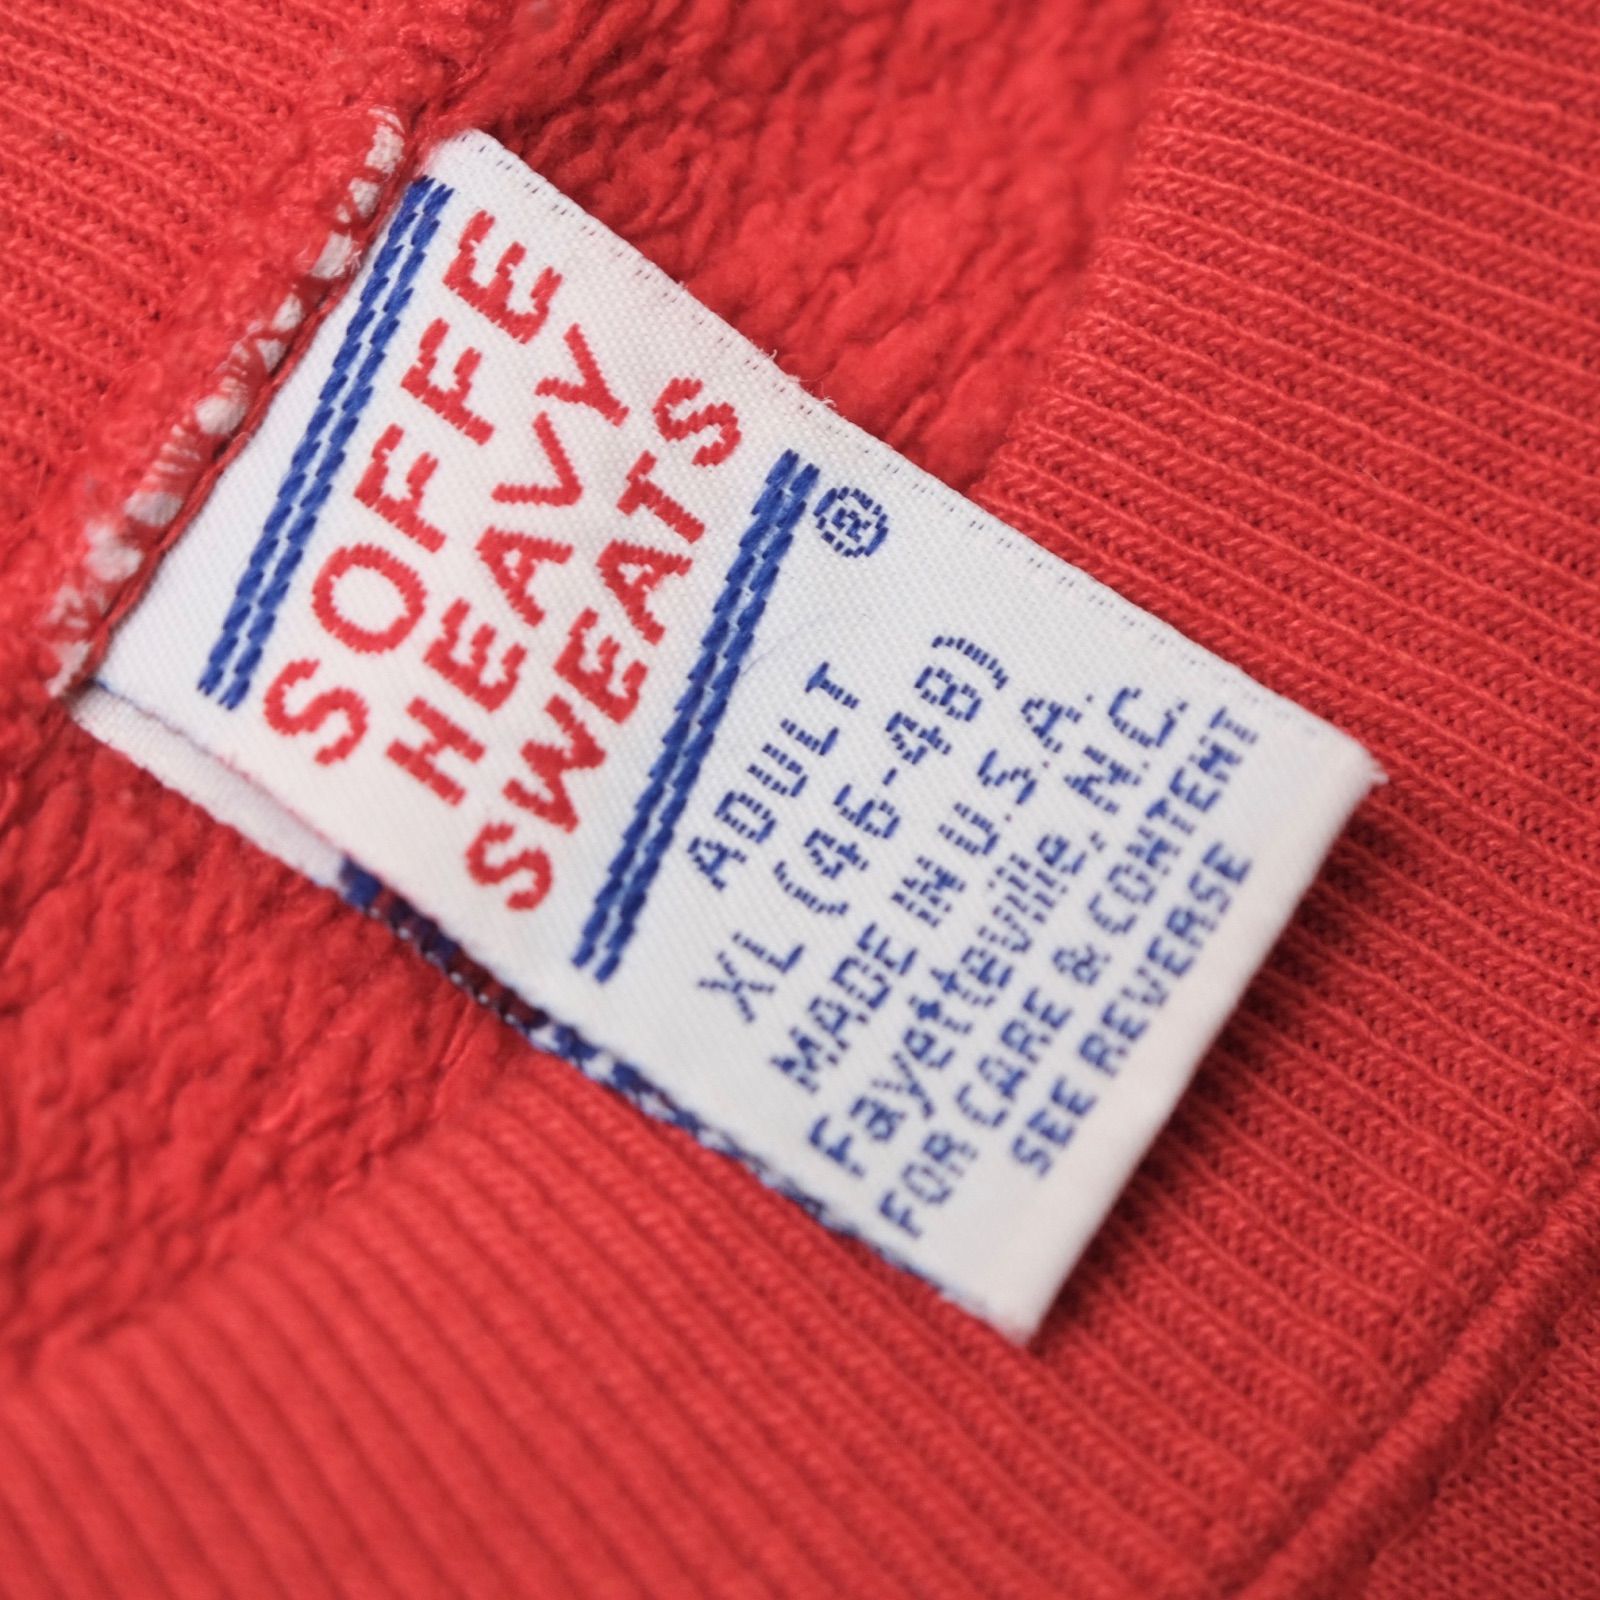 SOFFE
HEAVY
SWEATS
®
ADULT
XL (46-48)
MADE IN U.S.A.
Fayetteville, N.C.
FOR CARE & CONTENT
SEE REVERSE